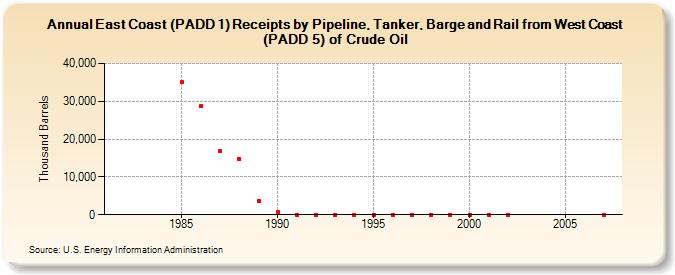 Annual East Coast (PADD 1) Receipts by Pipeline, Tanker, Barge and Rail from West Coast
(PADD 5) of Crude Oil
40,000
30,000
20,000
10,000
0
Thousand Barrels
1985 1990 1995 2000 2005
Source: U.S. Energy Information Administration